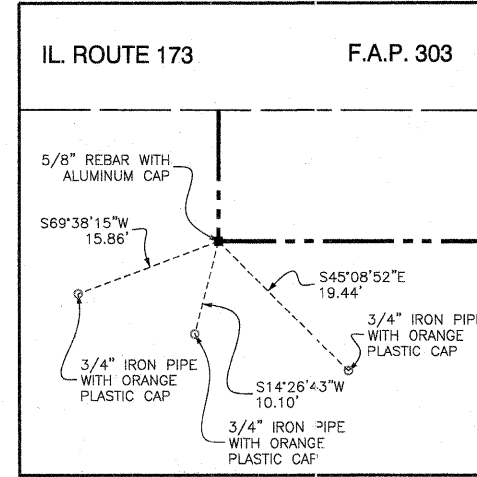 IL. ROUTE 173
F.A.P. 303
5/8" REBAR WITH
ALUMINUM CAP
S69°38'15"W
15.86'
S45°08'52"E
19.44'
3/4" IRON PIPE
WITH ORANGE
PLASTIC CAP
3/4" IRON PIPE
WITH ORANGE
PLASTIC CAP
S14°26'43"W
10.10'
3/4" IRON PIPE
WITH ORANGE
PLASTIC CAP